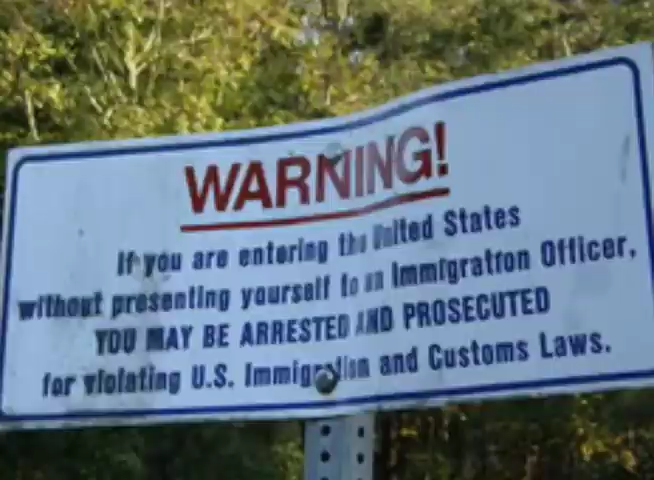 WARNING!
If you are entering the United States
without presenting yourself to an Immigration Officer,
YOU MAY BE ARRESTED AND PROSECUTED
for violating U.S. Immigration and Customs Laws.